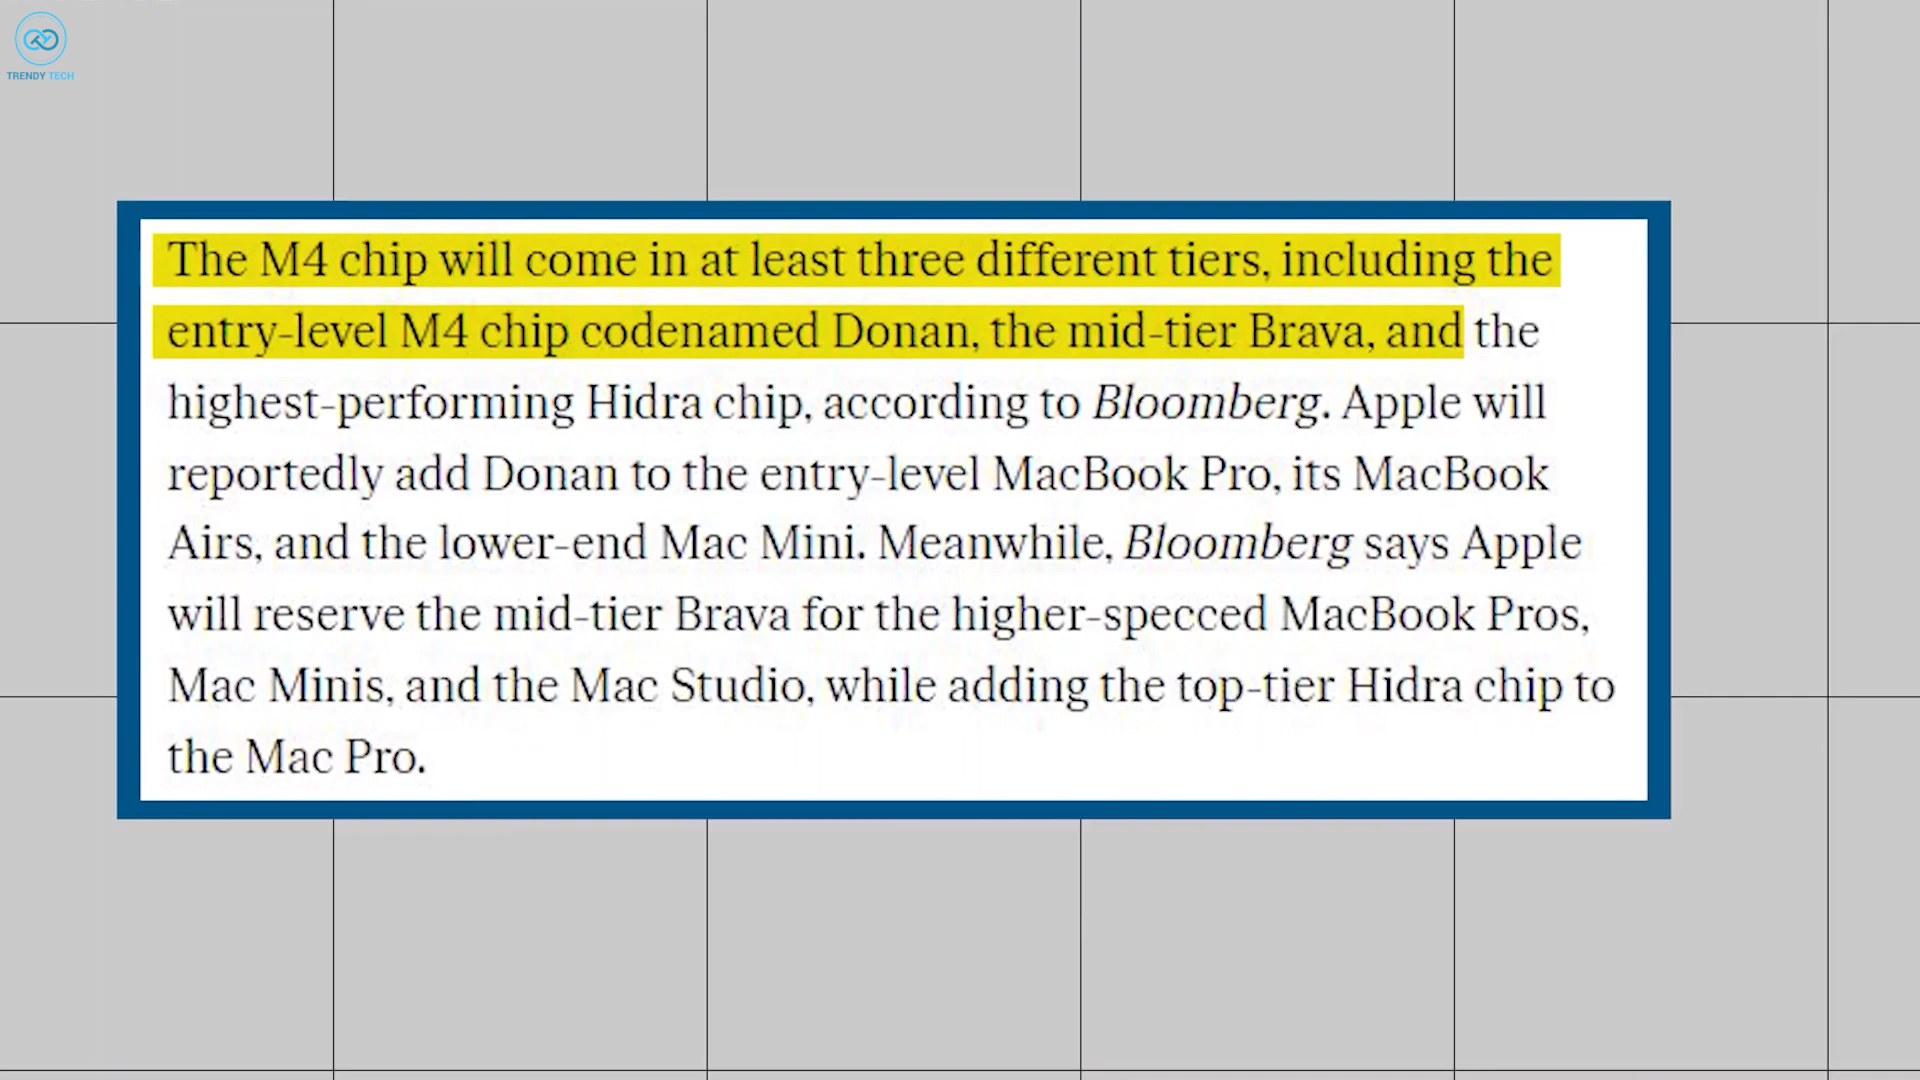 TRENDY TECH
The M4 chip will come in at least three different tiers, including the
entry-level M4 chip codenamed Donan, the mid-tier Brava, and the
highest-performing Hidra chip, according to Bloomberg. Apple will
reportedly add Donan to the entry-level MacBook Pro, its MacBook
Airs, and the lower-end Mac Mini. Meanwhile, Bloomberg says Apple
will reserve the mid-tier Brava for the higher-specced MacBook Pros,
Mac Minis, and the Mac Studio, while adding the top-tier Hidra chip to
the Mac Pro.